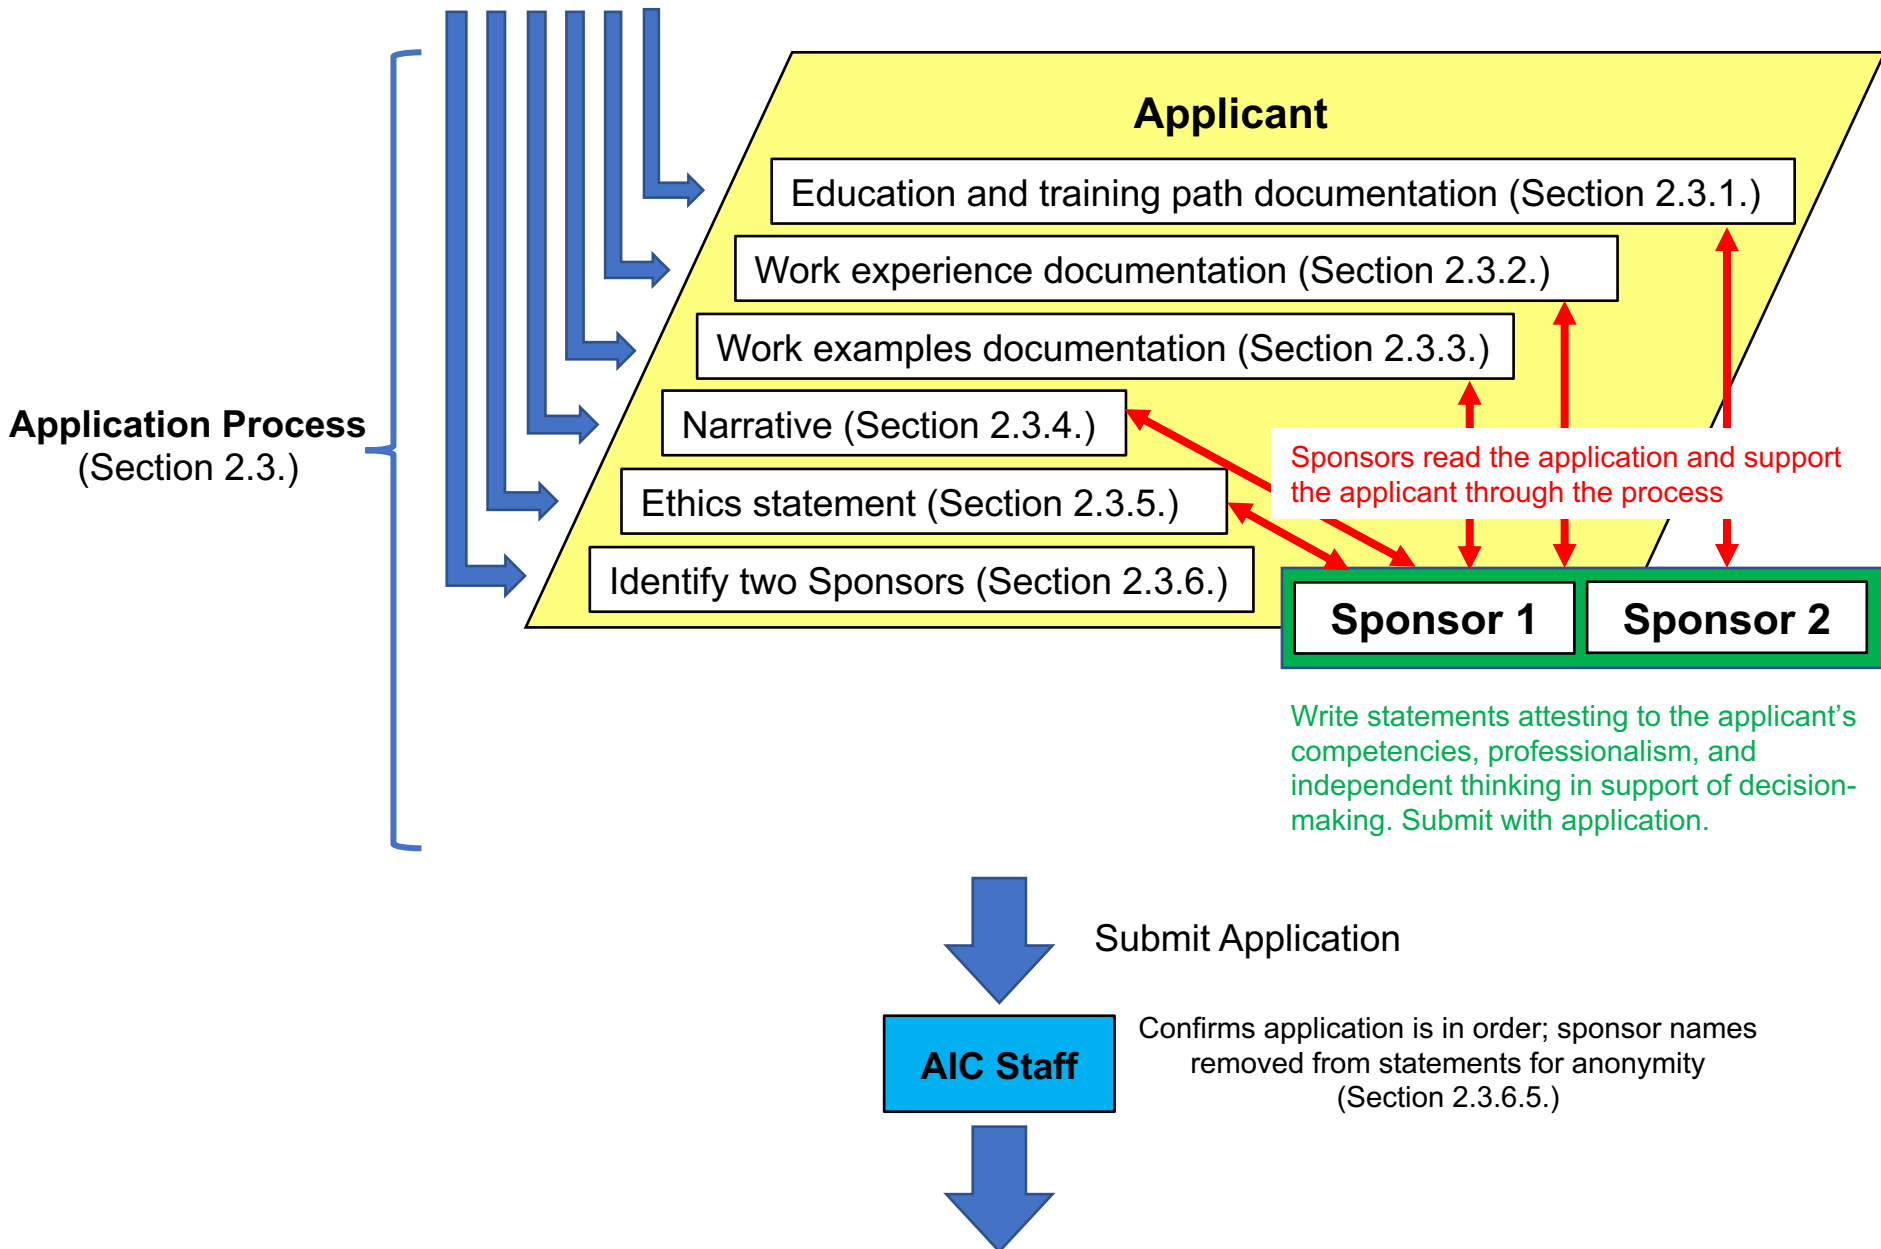 Applicant
Education and training path documentation (Section 2.3.1.)
Work experience documentation (Section 2.3.2.)
Work examples documentation (Section 2.3.3.)
Narrative (Section 2.3.4.)
Ethics statement (Section 2.3.5.)
Identify two Sponsors (Section 2.3.6.)
Application Process
(Section 2.3.)
Sponsors read the application and support
the applicant through the process
Sponsor 1
Sponsor 2
Write statements attesting to the applicant’s
competencies, professionalism, and
independent thinking in support of decision-
making. Submit with application.
Submit Application
AIC Staff
Confirms application is in order; sponsor names
removed from statements for anonymity
(Section 2.3.6.5.)